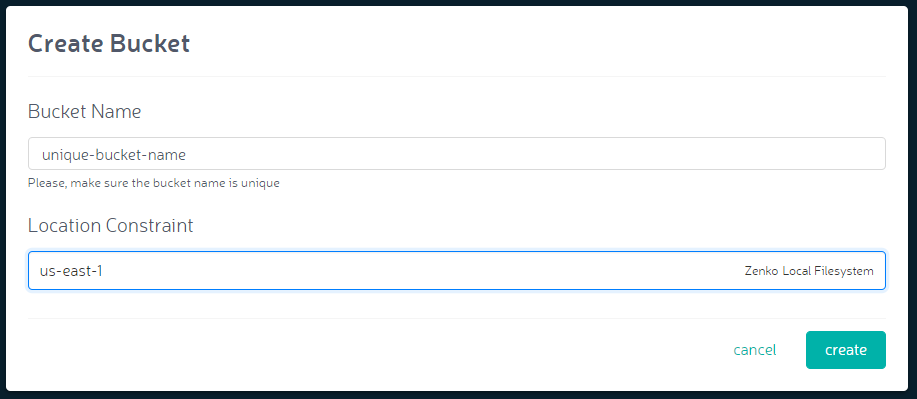 Create Bucket
Bucket Name
unique-bucket-name
Please, make sure the bucket name is unique
Location Constraint
us-east-1 Zenko Local Filesystem
cancel create